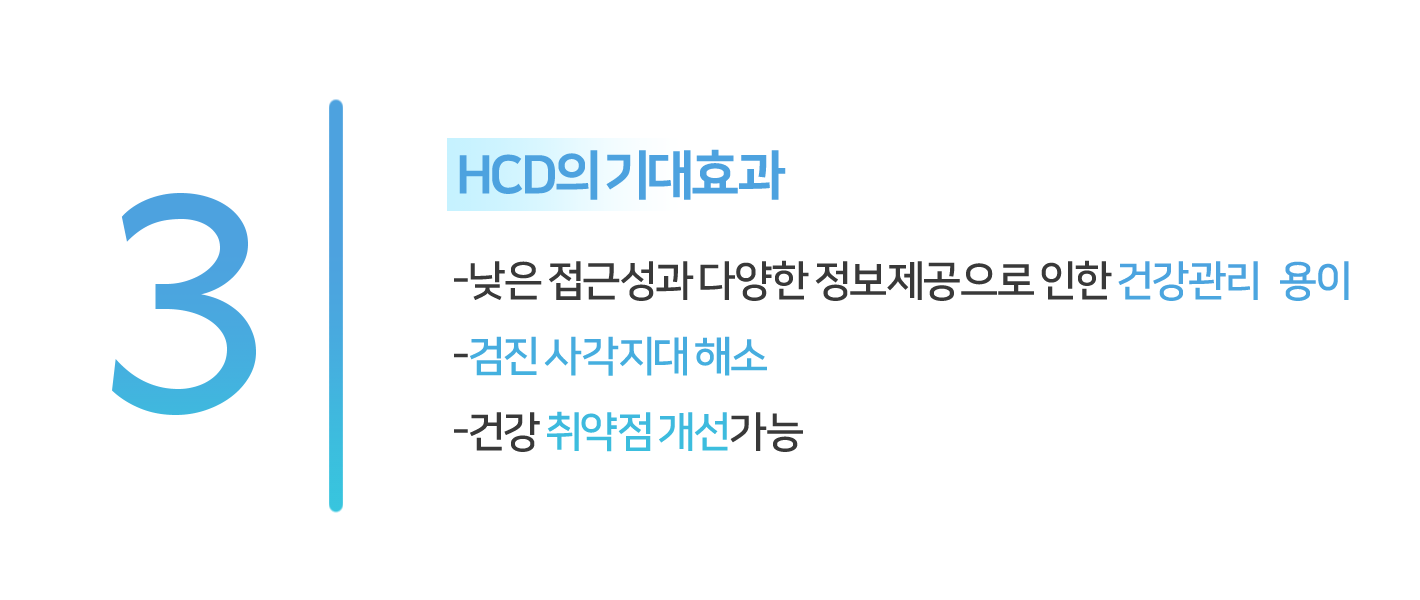 3
HCD의 기대효과
-낮은 접근성과 다양한 정보제공으로 인한 건강관리 용이
-검진 사각지대 해소
-건강 취약점 개선가능